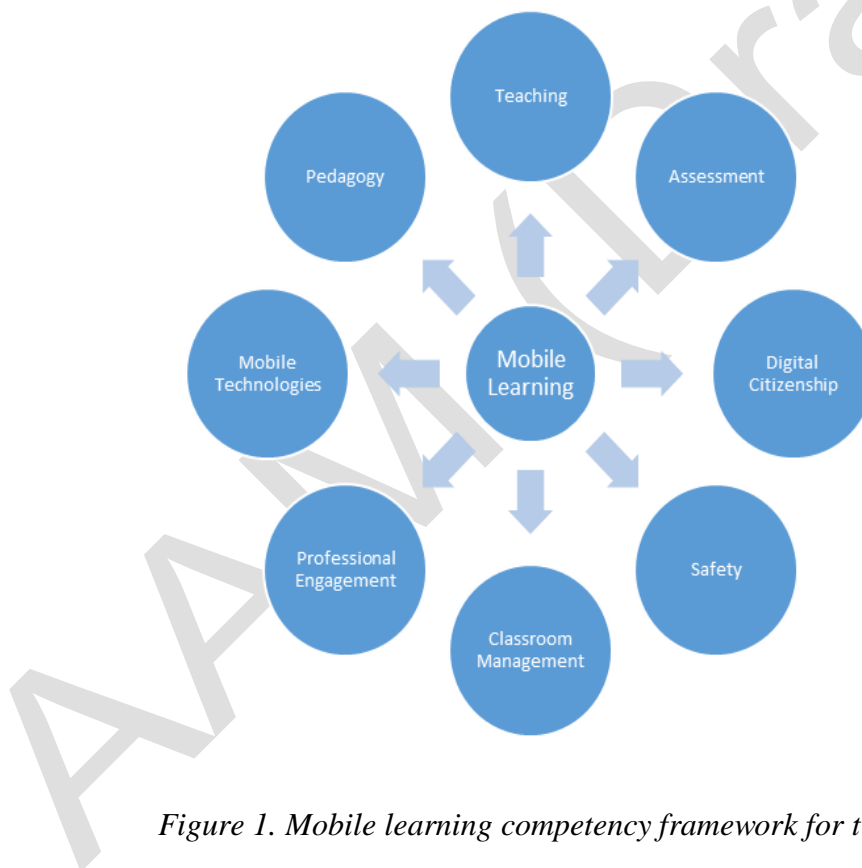 Teaching
Pedagogy
Assessment
Mobile
Technologies
Mobile
Learning
Digital
Citizenship
Professional
Engagement
Safety
Classroom
Management
Figure 1. Mobile learning competency framework for t